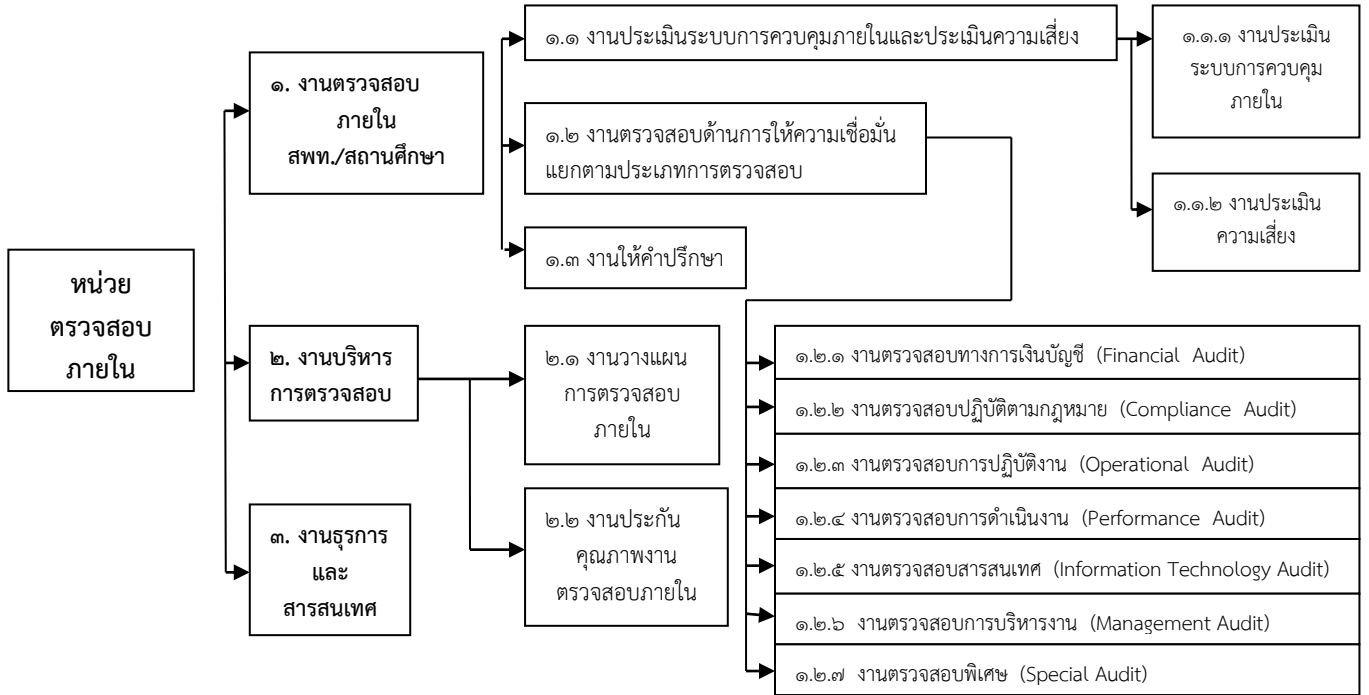 หน่วย
ตรวจสอบ
ภายใน
๑. งานตรวจสอบ
ภายใน
สพท./สถานศึกษา
๑.๑ งานประเมินระบบการควบคุมภายในและประเมินความเสี่ยง
๑.๑.๑ งานประเมิน
ระบบการควบคุม
ภายใน
๑.๑.๒ งานประเมิน
ความเสี่ยง
๑.๒ งานตรวจสอบด้านการให้ความเชื่อมั่น
แยกตามประเภทการตรวจสอบ
๑.๒.๑ งานตรวจสอบทางการเงินบัญชี (Financial Audit)
๑.๒.๒ งานตรวจสอบปฏิบัติตามกฎหมาย (Compliance Audit)
๑.๒.๓ งานตรวจสอบการปฏิบัติงาน (Operational Audit)
๑.๒.๔ งานตรวจสอบการดำเนินงาน (Performance Audit)
๑.๒.๕ งานตรวจสอบสารสนเทศ (Information Technology Audit)
๑.๒.๖ งานตรวจสอบการบริหารงาน (Management Audit)
๑.๒.๗ งานตรวจสอบพิเศษ (Special Audit)
๑.๓ งานให้คำปรึกษา
๒. งานบริหาร
การตรวจสอบ
๒.๑ งานวางแผน
การตรวจสอบ
ภายใน
๒.๒ งานประกัน
คุณภาพงาน
ตรวจสอบภายใน
๓. งานธุรการ
และ
สารสนเทศ